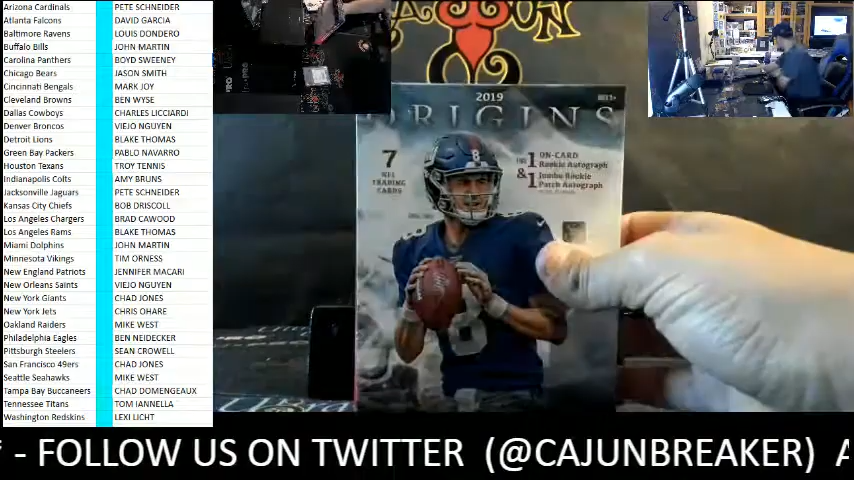 Arizona Cardinals PETE SCHNEIDER
Atlanta Falcons DAVID GARCIA
Baltimore Ravens LOUIS DONDERO
Buffalo Bills JOHN MARTIN
Carolina Panthers BOYD SWEENEY
Chicago Bears JASON SMITH
Cincinnati Bengals MARK JOY
Cleveland Browns BEN WYSE
Dallas Cowboys CHARLES LICCIARDI
Denver Broncos VIEJO NGUYEN
Detroit Lions BLAKE THOMAS
Green Bay Packers PABLO NAVARRO
Houston Texans TROY TENNIS
Indianapolis Colts AMY BRUNS
Jacksonville Jaguars PETE SCHNEIDER
Kansas City Chiefs BOB DRISCOLL
Los Angeles Chargers BRAD CAWOOD
Los Angeles Rams BLAKE THOMAS
Miami Dolphins JOHN MARTIN
Minnesota Vikings TIM ORNESS
New England Patriots JENNIFER MACARI
New Orleans Saints VIEJO NGUYEN
New York Giants CHAD JONES
New York Jets CHRIS OHARE
Oakland Raiders MIKE WEST
Philadelphia Eagles BEN NEIDECKER
Pittsburgh Steelers SEAN CROWELL
San Francisco 49ers CHAD JONES
Seattle Seahawks MIKE WEST
Tampa Bay Buccaneers CHAD DOMENGEAUX
Tennessee Titans TOM IANNELLA
Washington Redskins LEXI LICHT
2019
ORIGINS
7
NFL
TRADING
CARDS
1 ON-CARD
Rookie Autograph
& 1 Jumbo Rookie
Patch Autograph
8
- FOLLOW US ON TWITTER (@CAJUNBREAKER)